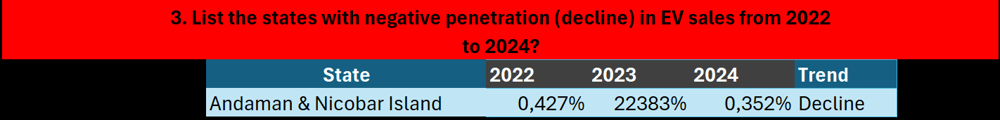 3. List the states with negative penetration (decline) in EV sales from 2022
to 2024?
State 2022 2023 2024 Trend
Andaman & Nicobar Island 0,427% 22383% 0,352% Decline